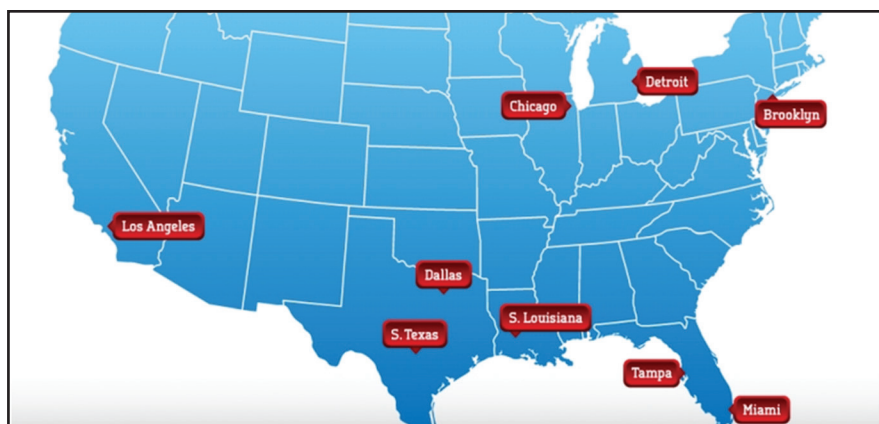 Detroit
Chicago
Brooklyn
Los Angeles
Dallas
S. Louisiana
S. Texas
Tampa
Miami